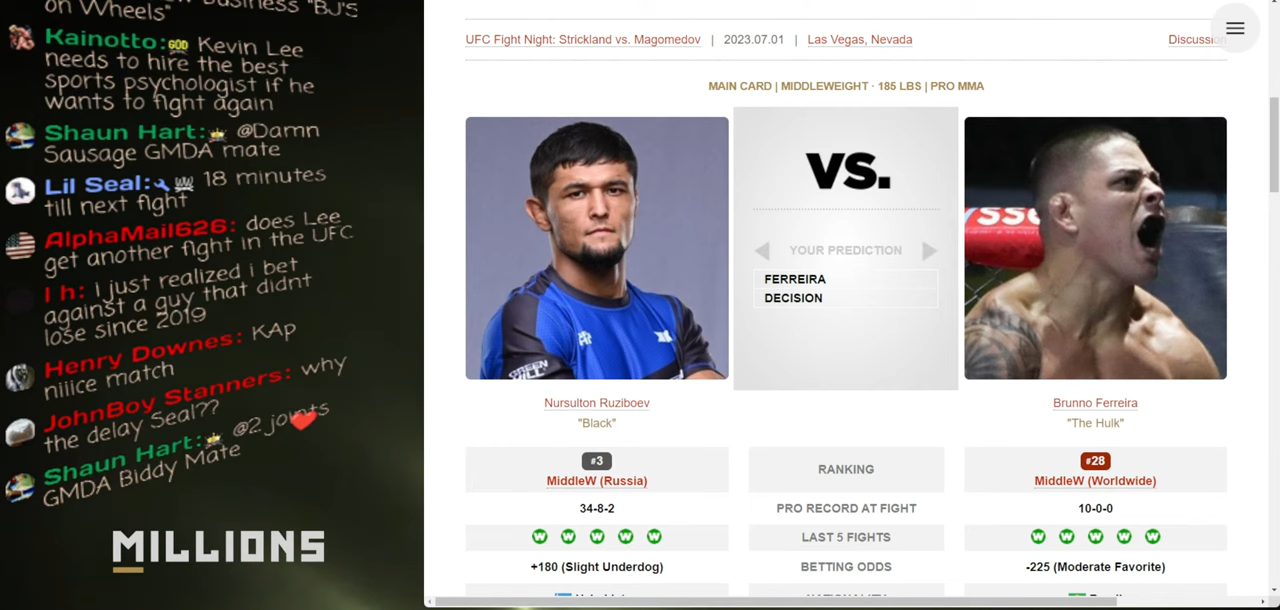 on Wheels" Business "BJ's
Kainotto: GOD Kevin Lee
needs to hire the best
sports psychologist if he
wants to fight again
Shaun Hart: @Damn
Sausage GMDA mate
Lil Seal: 18 minutes
till next fight
AlphaMail626: does Lee
get another fight in the UFC
I h: I just realized i bet
against a guy that didnt
lose since 2019
Henry Downes: KAp
niiice match
JohnBoy Stanners: why
the delay Seal??
Shaun Hart: @2 joints
GMDA Biddy Mate
MILLIONS
UFC Fight Night: Strickland vs. Magomedov | 2023.07.01 | Las Vegas, Nevada
MAIN CARD | MIDDLEWEIGHT · 185 LBS | PRO MMA
VS.
YOUR PREDICTION
FERREIRA
DECISION
GREEN
HILL
Nursulton Ruziboev
"Black"
Brunno Ferreira
"The Hulk"
#3
MiddleW (Russia)
RANKING
#28
MiddleW (Worldwide)
34-8-2
PRO RECORD AT FIGHT
10-0-0
W W W W W
LAST 5 FIGHTS
W W W W W
+180 (Slight Underdog)
BETTING ODDS
-225 (Moderate Favorite)